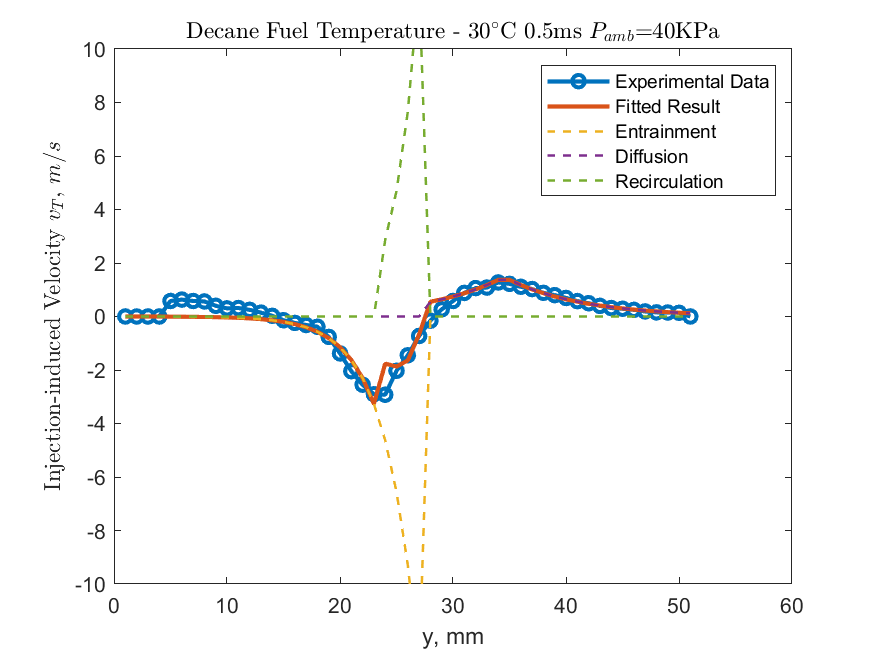 Decane Fuel Temperature - 30°C 0.5ms P_amb=40KPa
Experimental Data
Fitted Result
Entrainment
Diffusion
Recirculation
Injection-induced Velocity v_T, m/s
10
8
6
4
2
0
-2
-4
-6
-8
-10
0 10 20 30 40 50 60
y, mm